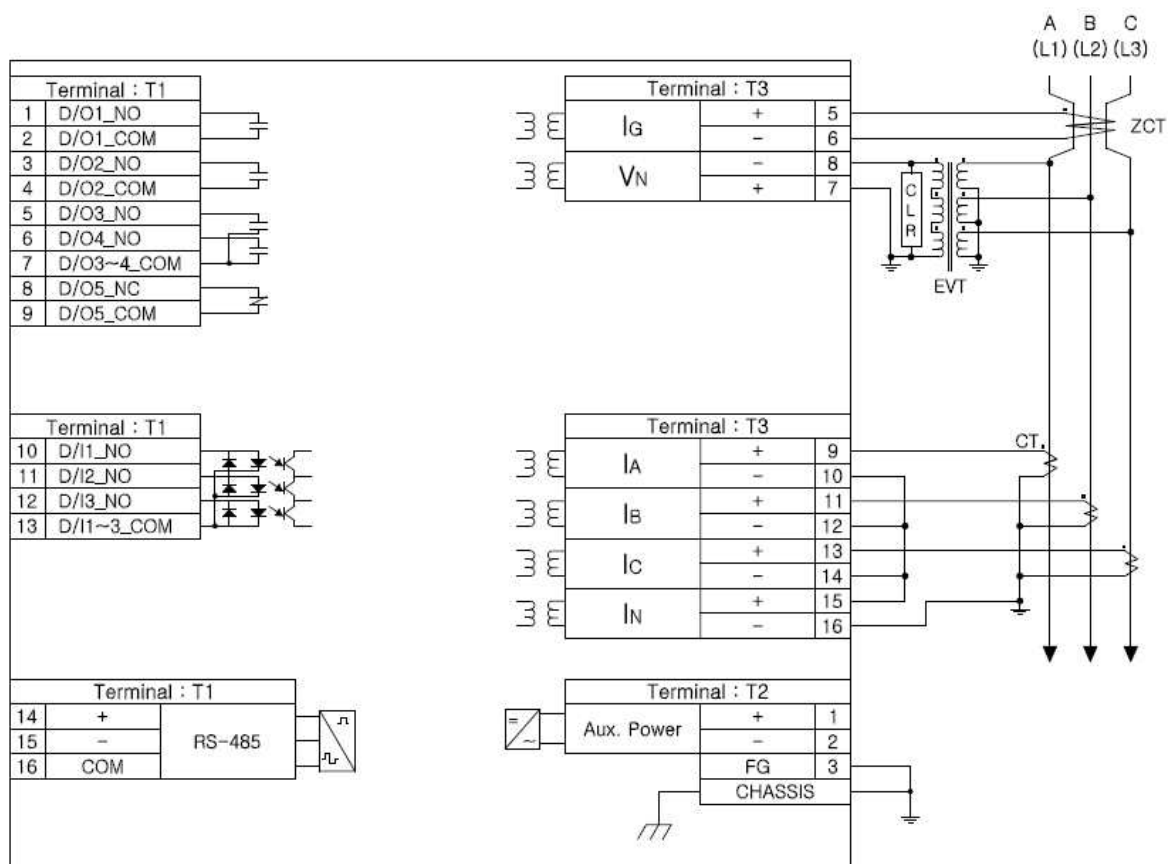 A B C
(L1) (L2) (L3)
Terminal : T1
1 D/O1_NO
2 D/O1_COM
3 D/O2_NO
4 D/O2_COM
5 D/O3_NO
6 D/O4_NO
7 D/O3~4_COM
8 D/O5_NC
9 D/O5_COM
Terminal : T3
IG + 5
- 6
VN - 8
+ 7
ZCT
CLR
EVT
Terminal : T1
10 D/I1_NO
11 D/I2_NO
12 D/I3_NO
13 D/I1~3_COM
Terminal : T3
IA + 9
- 10
IB + 11
- 12
IC + 13
- 14
IN + 15
- 16
CT
Terminal : T1
14 +
15 - RS-485
16 COM
Terminal : T2
Aux. Power + 1
- 2
FG 3
CHASSIS